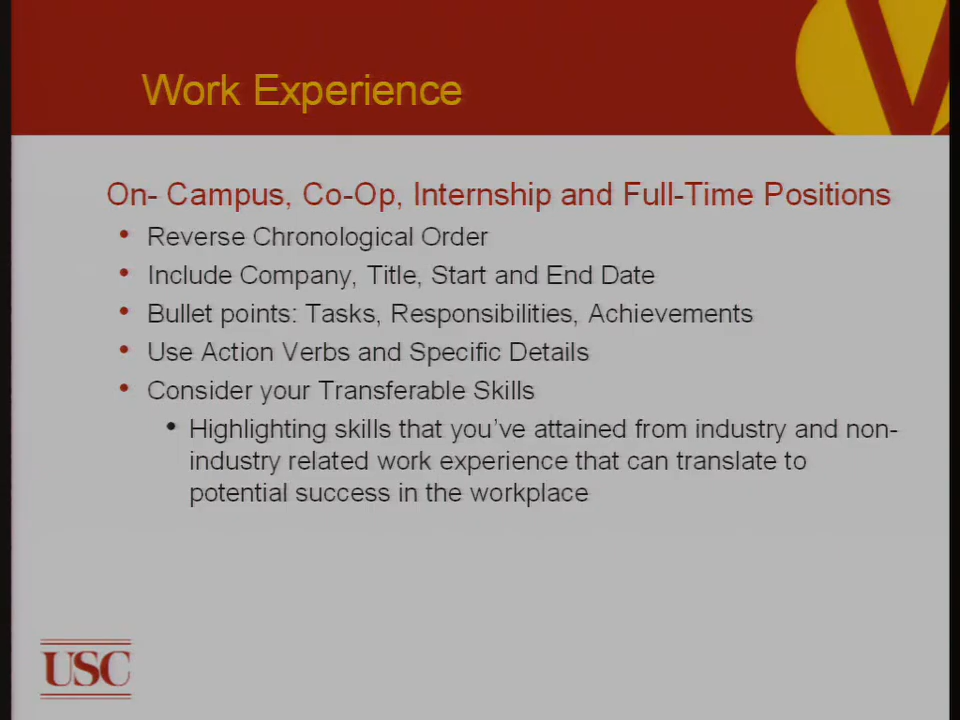 Work Experience
On- Campus, Co-Op, Internship and Full-Time Positions
• Reverse Chronological Order
• Include Company, Title, Start and End Date
• Bullet points: Tasks, Responsibilities, Achievements
• Use Action Verbs and Specific Details
• Consider your Transferable Skills
• Highlighting skills that you’ve attained from industry and non-
industry related work experience that can translate to
potential success in the workplace
USC